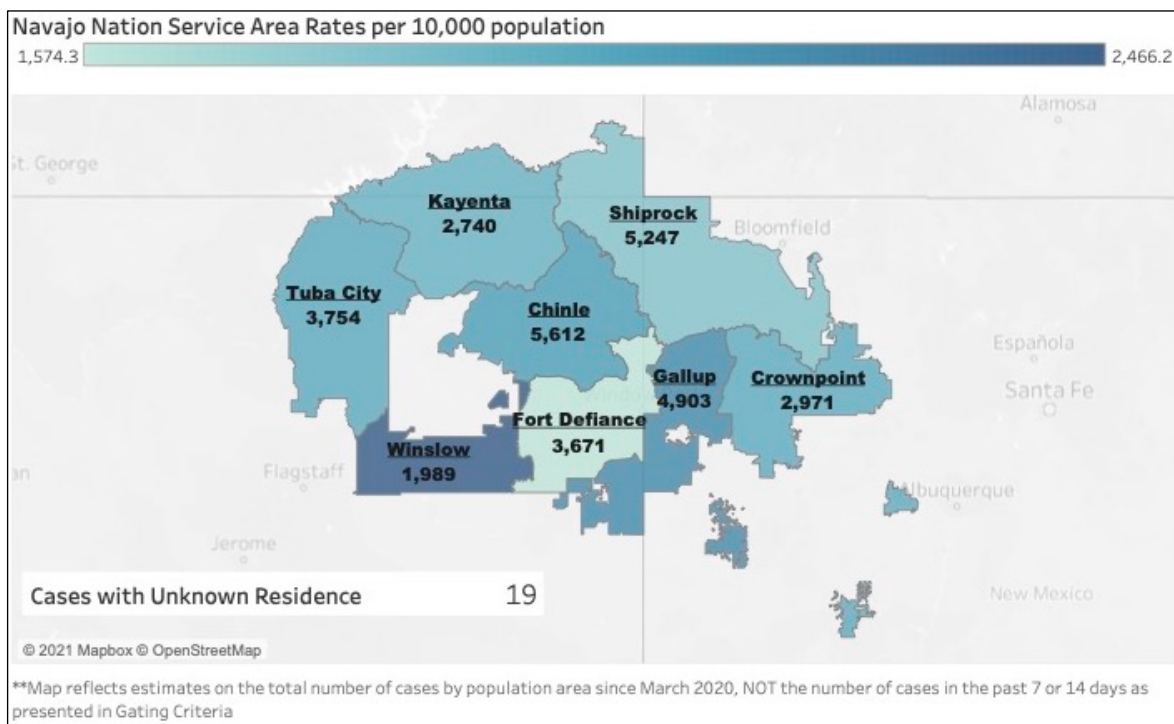 Navajo Nation Service Area Rates per 10,000 population
1,574.3
2,466.2
Alamosa
St. George
Kayenta
2,740
Shiprock
5,247
Bloomfield
Tuba City
3,754
Chinle
5,612
Española
Gallup
4,903
Crownpoint
2,971
Santa Fe
Fort Defiance
3,671
Winslow
1,989
Flagstaff
Albuquerque
Jerome
Cases with Unknown Residence 19
New Mexico
© 2021 Mapbox © OpenStreetMap
**Map reflects estimates on the total number of cases by population area since March 2020, NOT the number of cases in the past 7 or 14 days as
presented in Gating Criteria